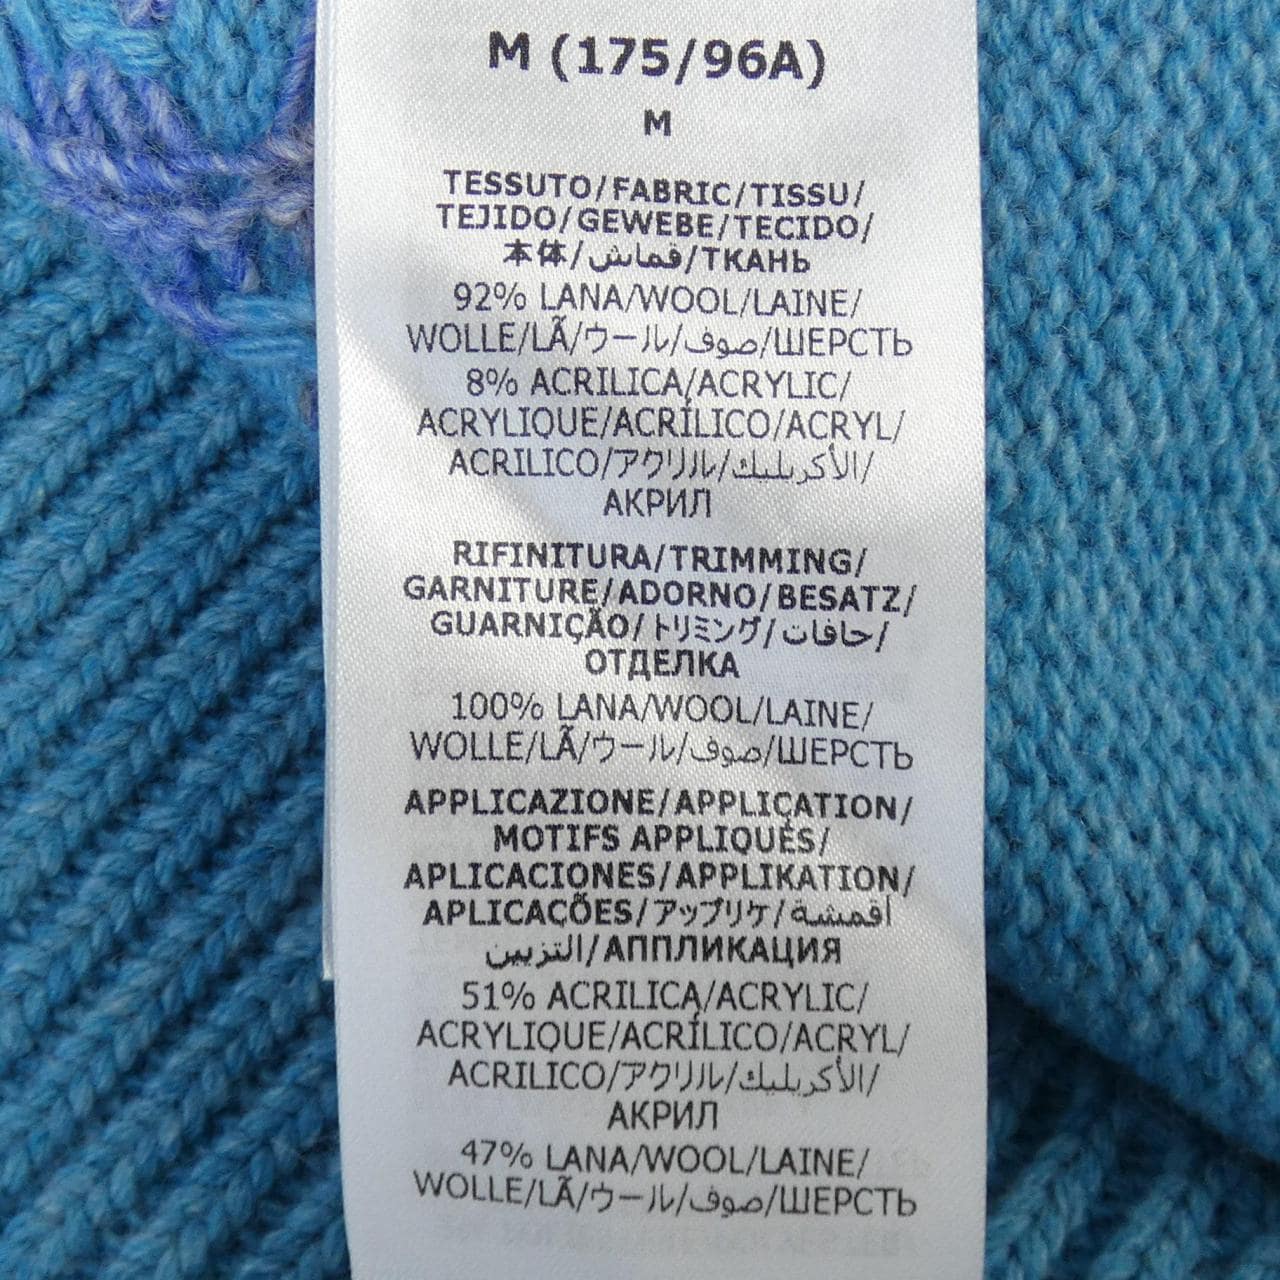 M (175/96A)
M
TESSUTO/FABRIC/TISSU/
TEJIDO/GEWEBE/TECIDO/
本体/قماش/ТКАНЬ
92% LANA/WOOL/LAINE/
WOLLE/LÃ/ウール/صوف/ШЕРСТЬ
8% ACRILICA/ACRYLIC/
ACRYLIQUE/ACRÍLICO/ACRYL/
ACRILICO/アクリル/الأكريليك/
АКРИЛ
RIFINITURA/TRIMMING/
GARNITURE/ADORNO/BESATZ/
GUARNIÇÃO/トリミング/حافات/
ОТДЕЛКА
100% LANA/WOOL/LAINE/
WOLLE/LÃ/ウール/صوف/ШЕРСТЬ
APPLICAZIONE/APPLICATION/
MOTIFS APPLIQUÉS/
APLICACIONES/APPLIKATION/
APLICAÇÕES/アップリケ/أقمشة
التزيين/АППЛИКАЦИЯ
51% ACRILICA/ACRYLIC/
ACRYLIQUE/ACRÍLICO/ACRYL/
ACRILICO/アクリル/الأكريليك/
АКРИЛ
47% LANA/WOOL/LAINE/
WOLLE/LÃ/ウール/صوف/ШЕРСТЬ